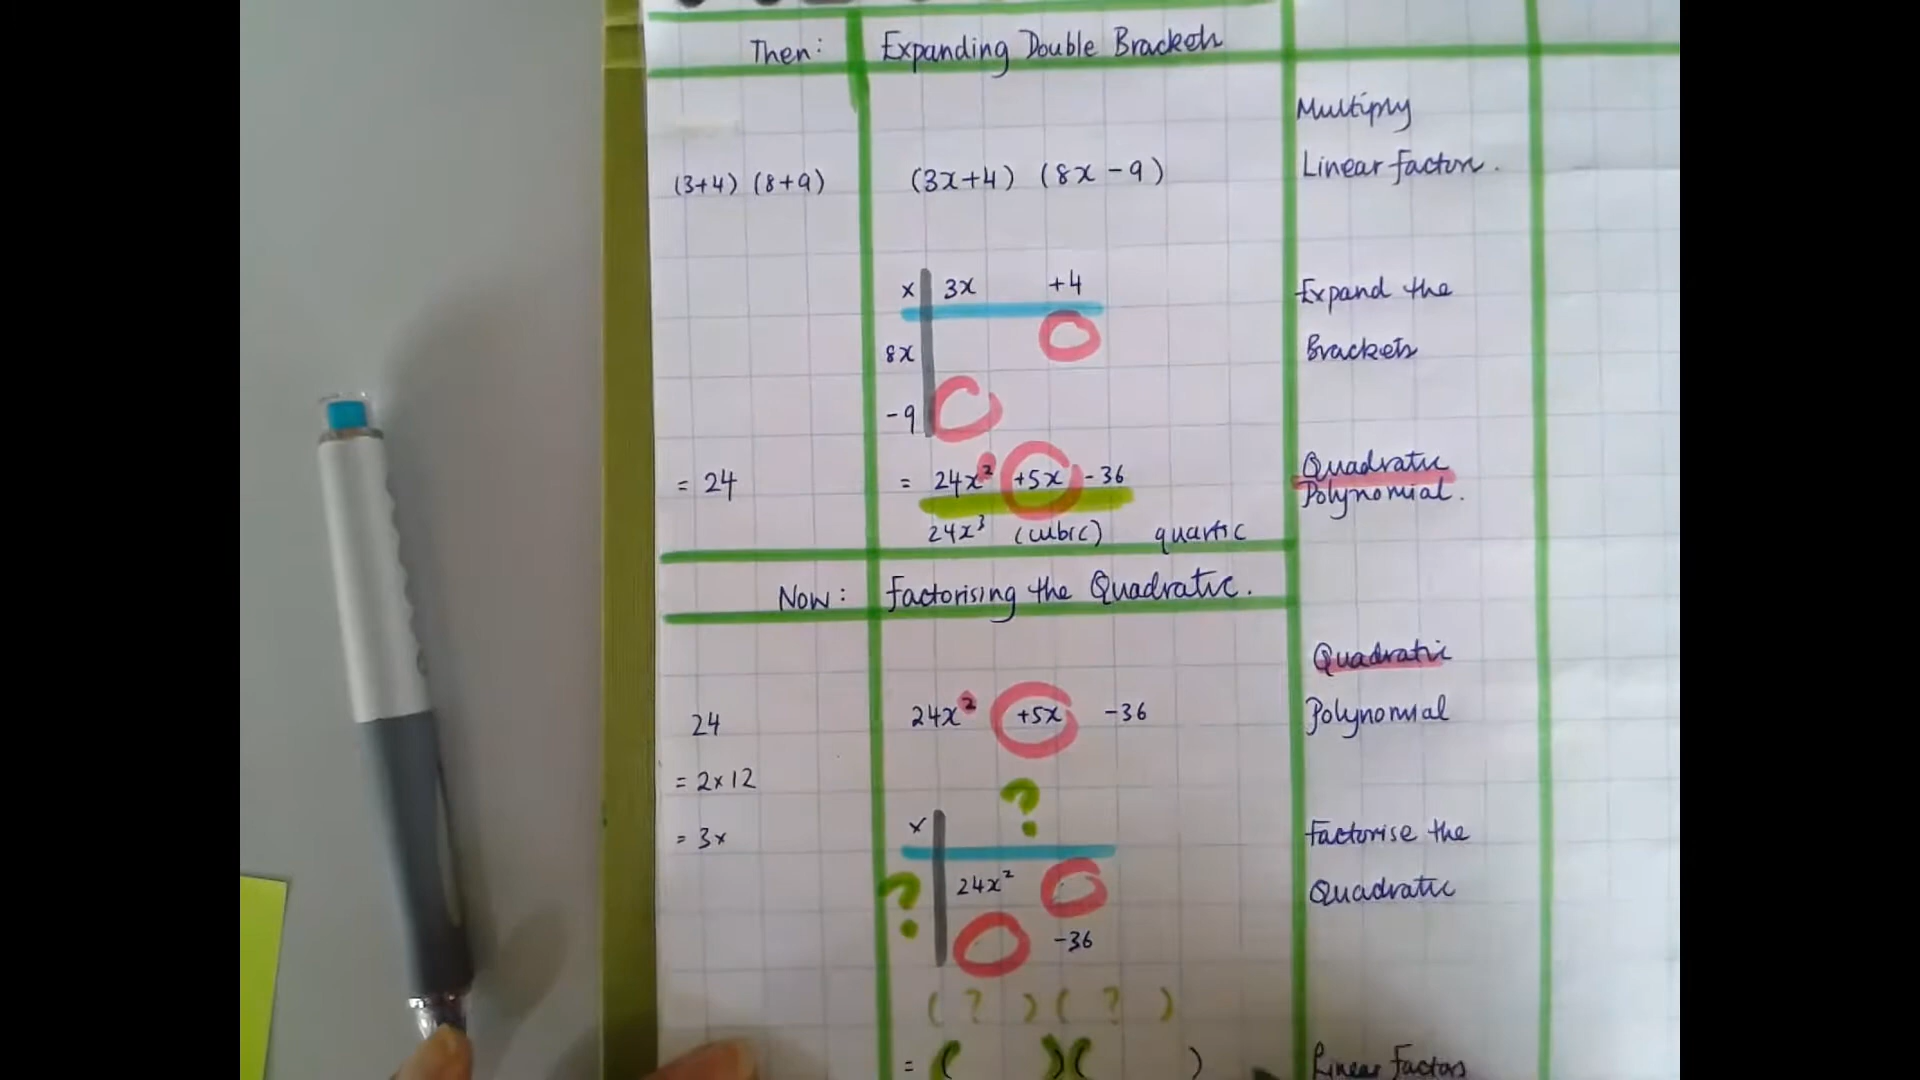 Then: Expanding Double Brackets
Multiply
(3+4) (8+9) (3x+4) (8x-9) Linear factors.
x 3x +4 Expand the
8x Brackets
-9
= 24 = 24x² +5x -36 Quadratic
Polynomial.
24x³ (cubic) quartic
Now: factorising the Quadratic.
Quadratic
24 24x² +5x -36 Polynomial
= 2x12 ?
= 3x x factorise the
? 24x² Quadratic
-36
( ? ) ( ? )
= ( )( ) Linear factors